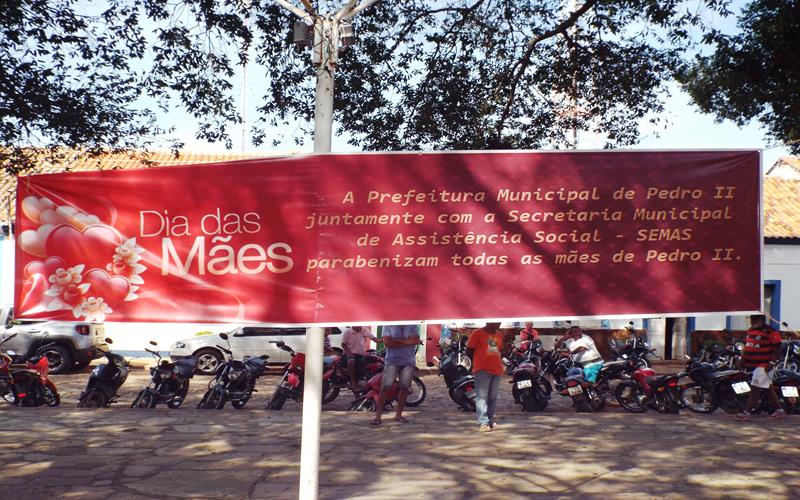 Dia das
Mães
A Prefeitura Municipal de Pedro II
juntamente com a Secretaria Municipal
de Assistência Social - SEMAS
parabenizam todas as mães de Pedro II.